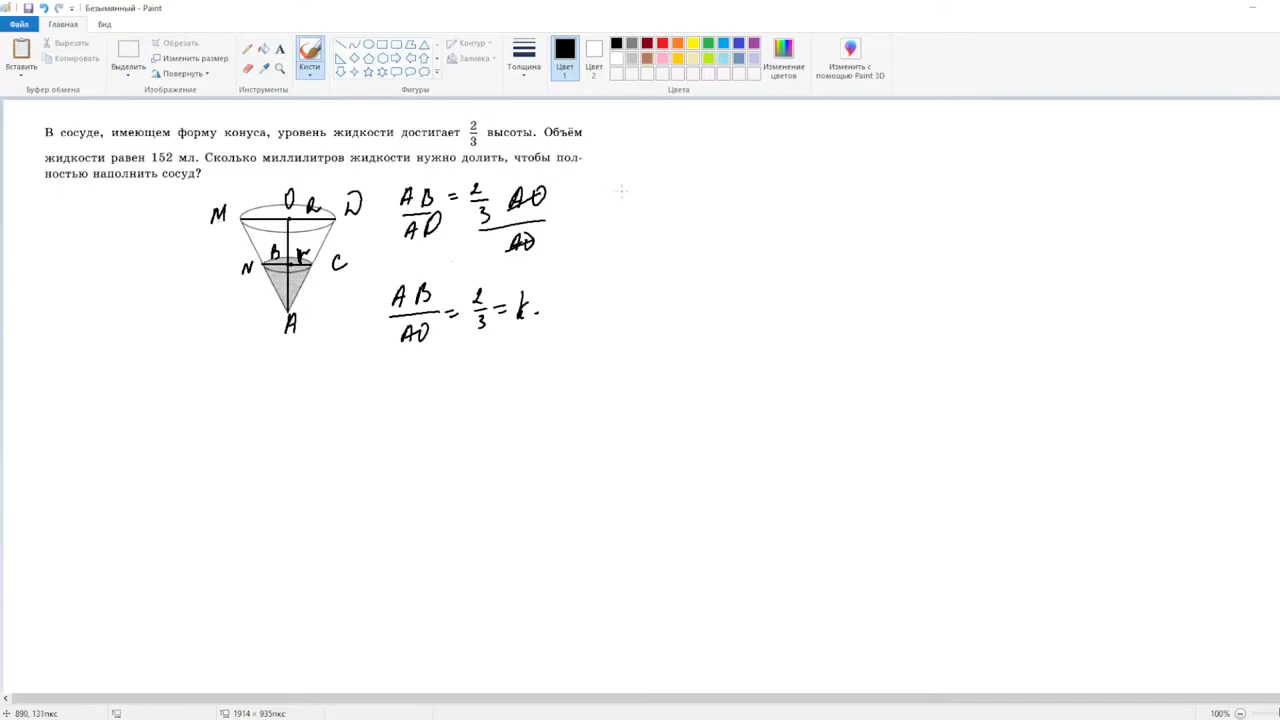 Безымянный - Paint
Файл Главная Вид
Вставить
Вырезать
Копировать
Буфер обмена
Выделить
Обрезать
Изменить размер
Повернуть
Изображение
A
Инструменты
Кисти
Контур
Заливка
Фигуры
Толщина
Цвет 1
Цвет 2
Изменение цветов
Цвета
Изменить с помощью Paint 3D
В сосуде, имеющем форму конуса, уровень жидкости достигает 2/3 высоты. Объём
жидкости равен 152 мл. Сколько миллилитров жидкости нужно долить, чтобы пол-
ностью наполнить сосуд?
M O R D
N B r C
A
AB/AO = 2/3 AO / AO
AB/AO = 2/3 = k.
890, 131пкс 1914 × 935пкс 100%